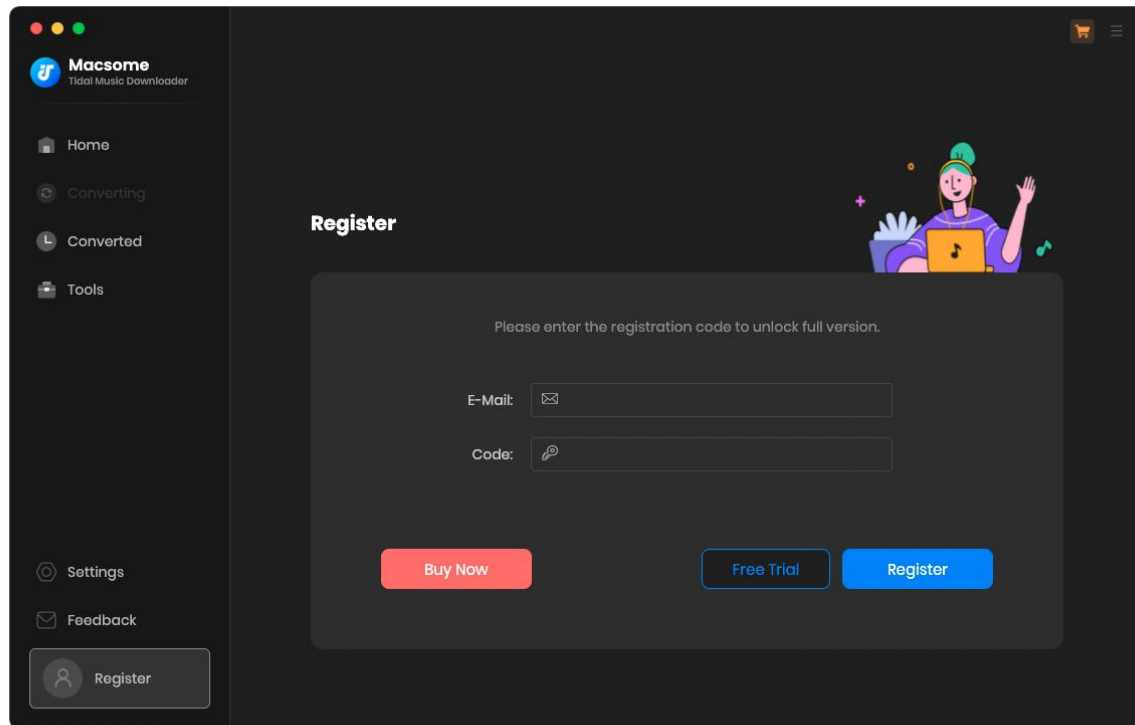 Macsome
Tidal Music Downloader
Home
Converting
Converted
Tools
Settings
Feedback
Register
Register
Please enter the registration code to unlock full version.
E-Mail:
Code:
Buy Now
Free Trial
Register